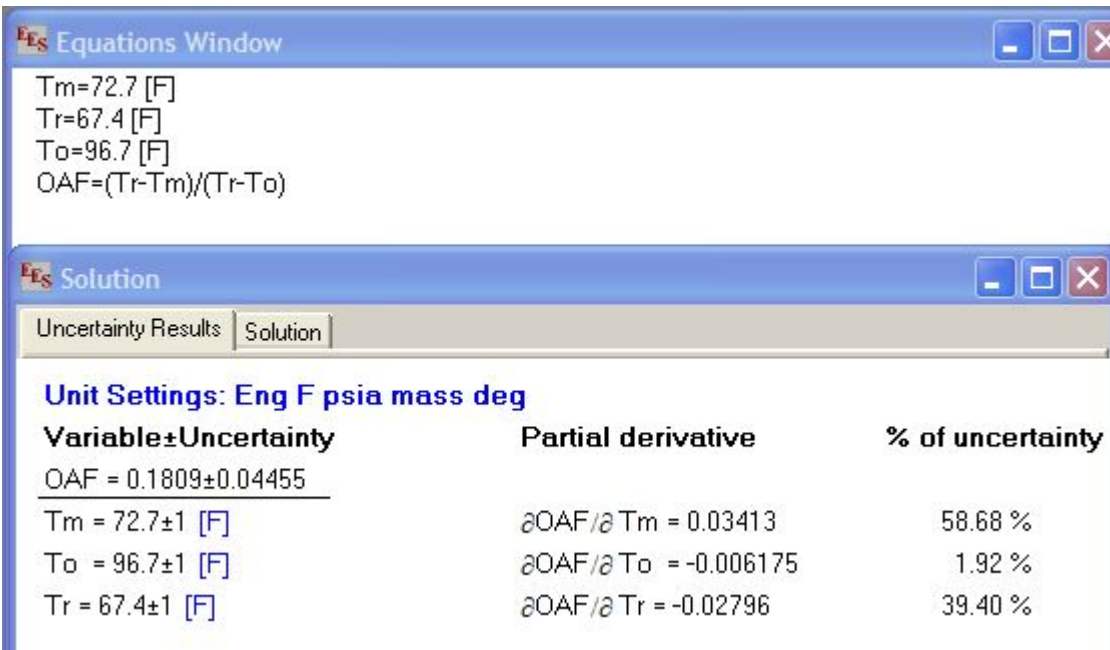 EES Equations Window
Tm=72.7 [F]
Tr=67.4 [F]
To=96.7 [F]
OAF=(Tr-Tm)/(Tr-To)
EES Solution
Uncertainty Results Solution
Unit Settings: Eng F psia mass deg
Variable±Uncertainty Partial derivative % of uncertainty
OAF = 0.1809±0.04455
Tm = 72.7±1 [F] ∂OAF/∂ Tm = 0.03413 58.68 %
To = 96.7±1 [F] ∂OAF/∂ To = -0.006175 1.92 %
Tr = 67.4±1 [F] ∂OAF/∂ Tr = -0.02796 39.40 %